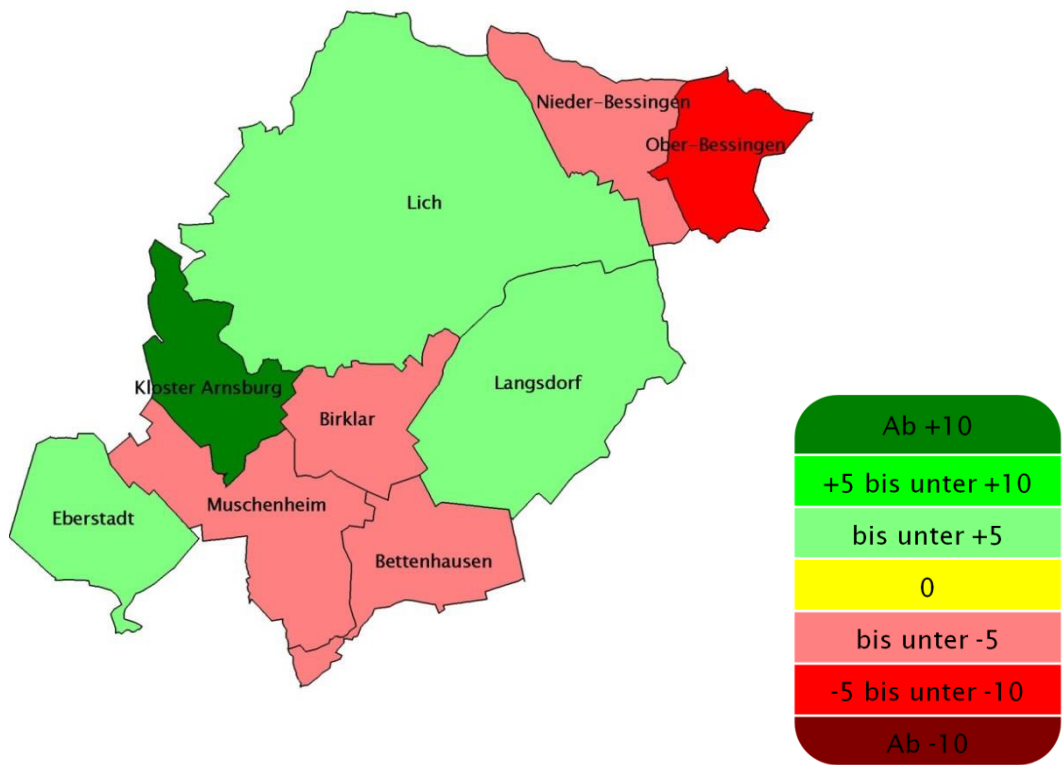 Nieder-Bessingen
Ober-Bessingen
Lich
Kloster Arnsburg
Langsdorf
Birklar
Muschenheim
Eberstadt
Bettenhausen
Ab +10
+5 bis unter +10
bis unter +5
0
bis unter -5
-5 bis unter -10
Ab -10